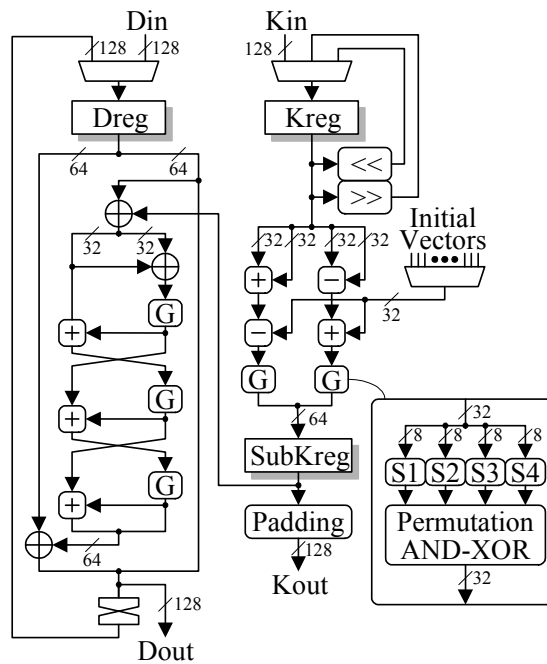 Din
Kin
128
128
128
Dreg
Kreg
64
64
<<
>>
32
32
32
32
32
32
Initial
Vectors
+
−
G
+
−
+
32
G
G
G
32
+
64
8
8
8
8
SubKreg
S1
S2
S3
S4
G
+
Padding
Permutation
AND-XOR
64
128
32
Kout
128
Dout